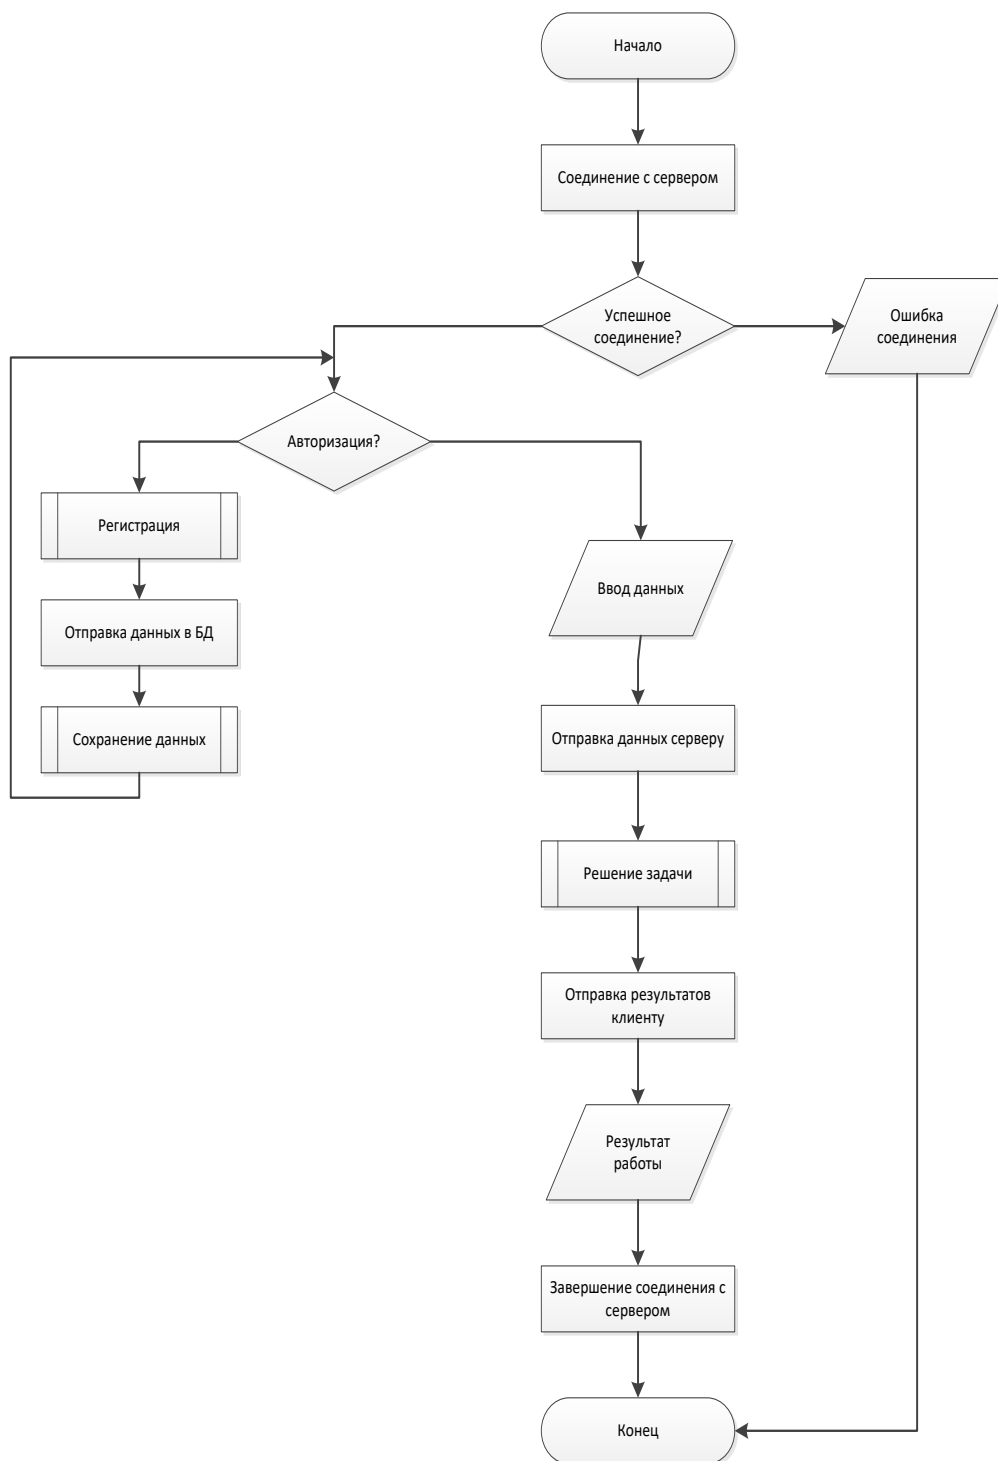 Начало
Соединение с сервером
Успешное
соединение?
Ошибка
соединения
Авторизация?
Регистрация
Отправка данных в БД
Сохранение данных
Ввод данных
Отправка данных серверу
Решение задачи
Отправка результатов
клиенту
Результат
работы
Завершение соединения с
сервером
Конец